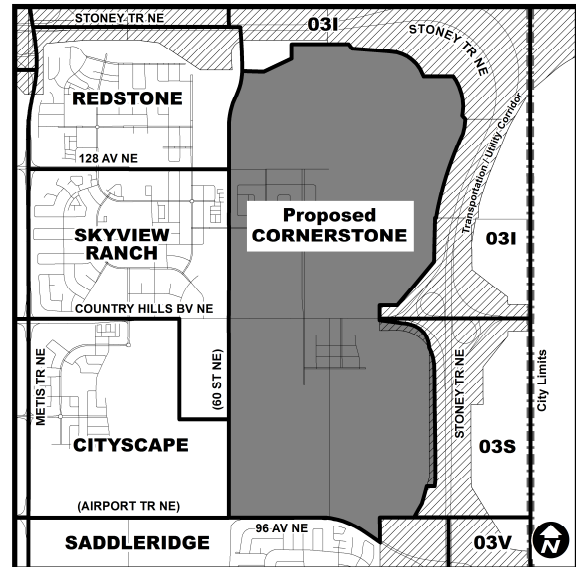 STONEY TR NE
03I
STONEY TR NE
REDSTONE
Transportation / Utility Corridor
128 AV NE
Proposed
CORNERSTONE
SKYVIEW
RANCH
03I
COUNTRY HILLS BV NE
METIS TR NE
(60 ST NE)
STONEY TR NE
City Limits
CITYSCAPE
03S
(AIRPORT TR NE)
96 AV NE
SADDLERIDGE
03V
N